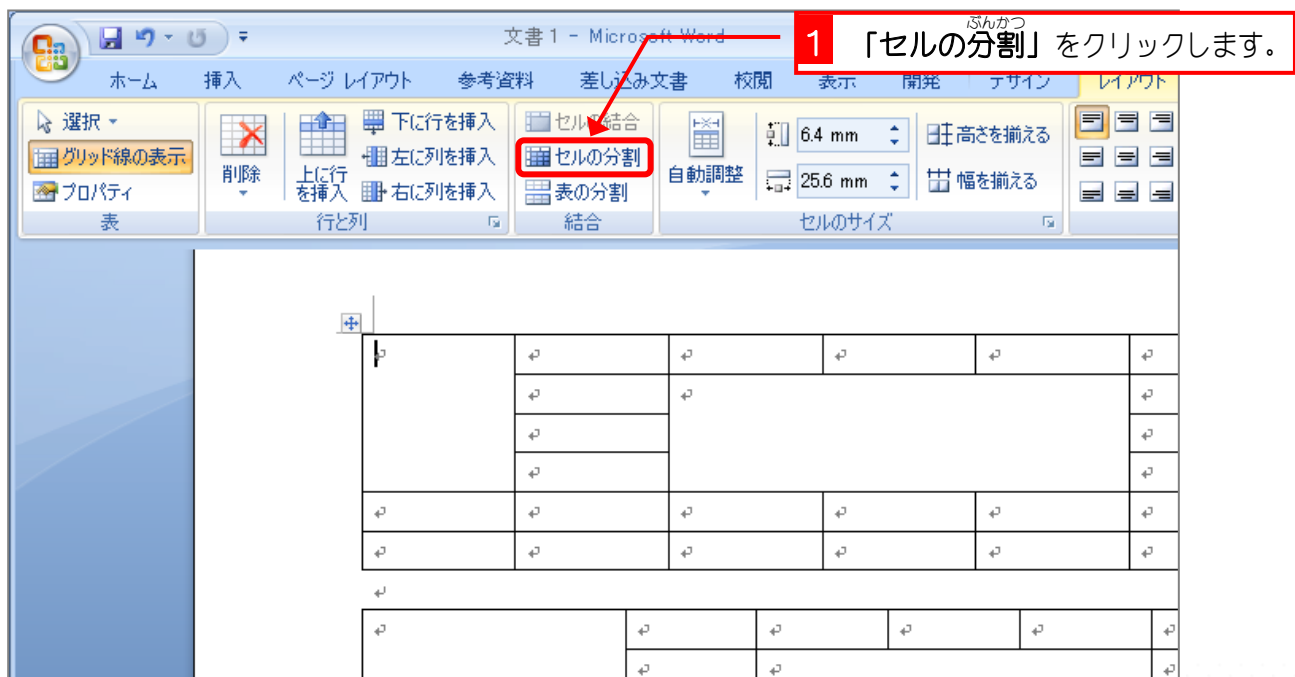 文書1 - Microsoft Word
1 「セルの分割」をクリックします。
ぶんかつ
ホーム 挿入 ページ レイアウト 参考資料 差し込み文書 校閲 表示 開発 デザイン レイアウト
選択
グリッド線の表示
プロパティ
表
削除
上に行
を挿入
下に行を挿入
左に列を挿入
右に列を挿入
行と列
セルの結合
セルの分割
表の分割
結合
自動調整
6.4 mm
25.6 mm
高さを揃える
幅を揃える
セルのサイズ